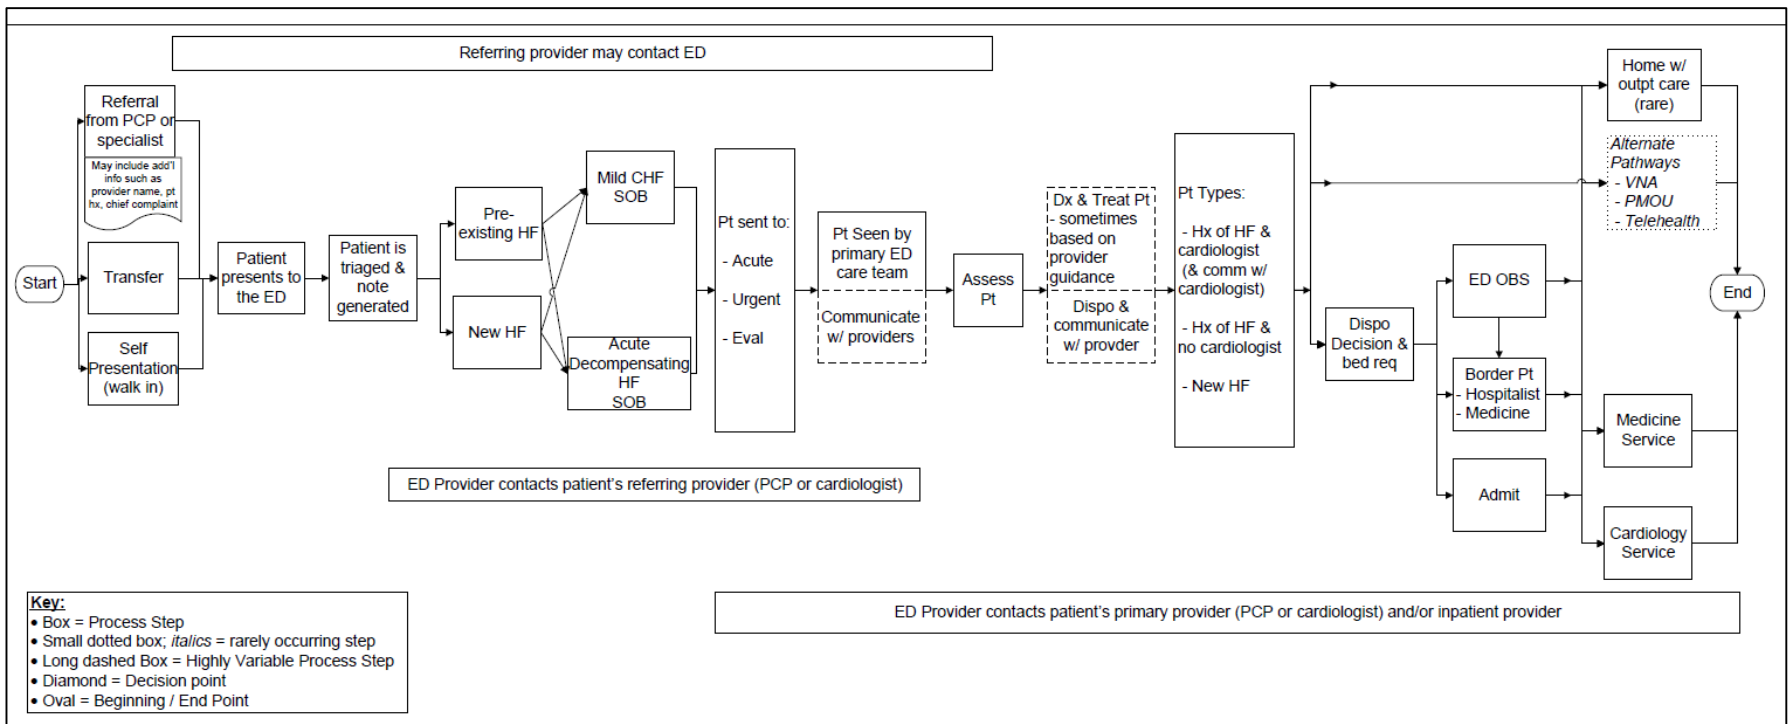 Referring provider may contact ED
Start
Referral
from PCP or
specialist
May include add'l
info such as
provider name, pt
hx, chief complaint
Transfer
Self
Presentation
(walk in)
Patient
presents to
the ED
Patient is
triaged &
note
generated
Pre-
existing HF
New HF
Mild CHF
SOB
Acute
Decompensating
HF
SOB
Pt sent to:
- Acute
- Urgent
- Eval
Pt Seen by
primary ED
care team
Communicate
w/ providers
Assess
Pt
Dx & Treat Pt
- sometimes
based on
provider
guidance
Dispo &
communicate
w/ provder
Pt Types:
- Hx of HF &
cardiologist
(& comm w/
cardiologist)
- Hx of HF &
no cardiologist
- New HF
Dispo
Decision &
bed req
ED OBS
Border Pt
- Hospitalist
- Medicine
Admit
Home w/
outpt care
(rare)
Alternate
Pathways
- VNA
- PMOU
- Telehealth
Medicine
Service
Cardiology
Service
End
ED Provider contacts patient's referring provider (PCP or cardiologist)
ED Provider contacts patient's primary provider (PCP or cardiologist) and/or inpatient provider
Key:
• Box = Process Step
• Small dotted box; italics = rarely occurring step
• Long dashed Box = Highly Variable Process Step
• Diamond = Decision point
• Oval = Beginning / End Point